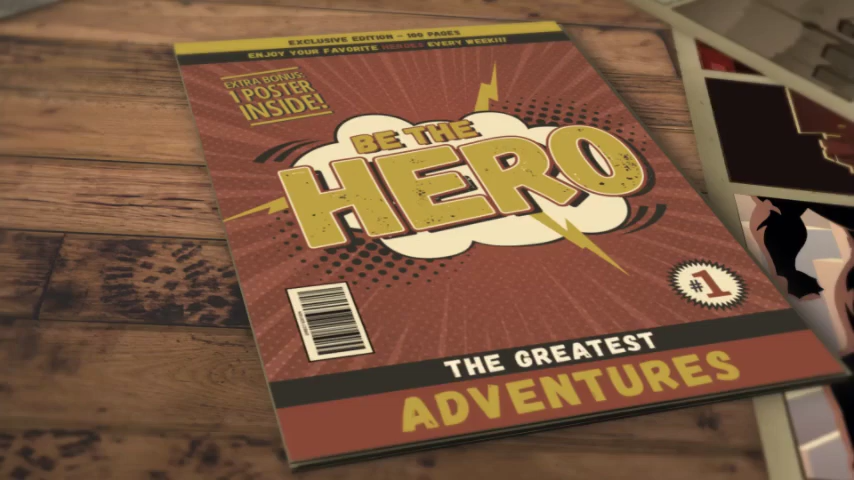 EXCLUSIVE EDITION - 100 PAGES
ENJOY YOUR FAVORITE HEROES EVERY WEEK!!!
EXTRA BONUS:
1 POSTER
INSIDE!
BE THE
HERO
#1
THE GREATEST
ADVENTURES